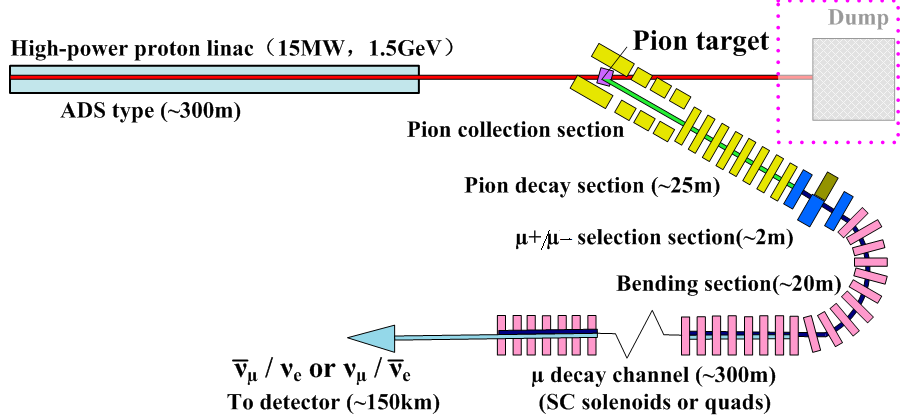 Dump
High-power proton linac（15MW，1.5GeV）
Pion target
ADS type (~300m)
Pion collection section
Pion decay section (~25m)
μ+/μ− selection section(~2m)
Bending section(~20m)
ν̅μ / νe or νμ / ν̅e
μ decay channel (~300m)
To detector (~150km)
(SC solenoids or quads)